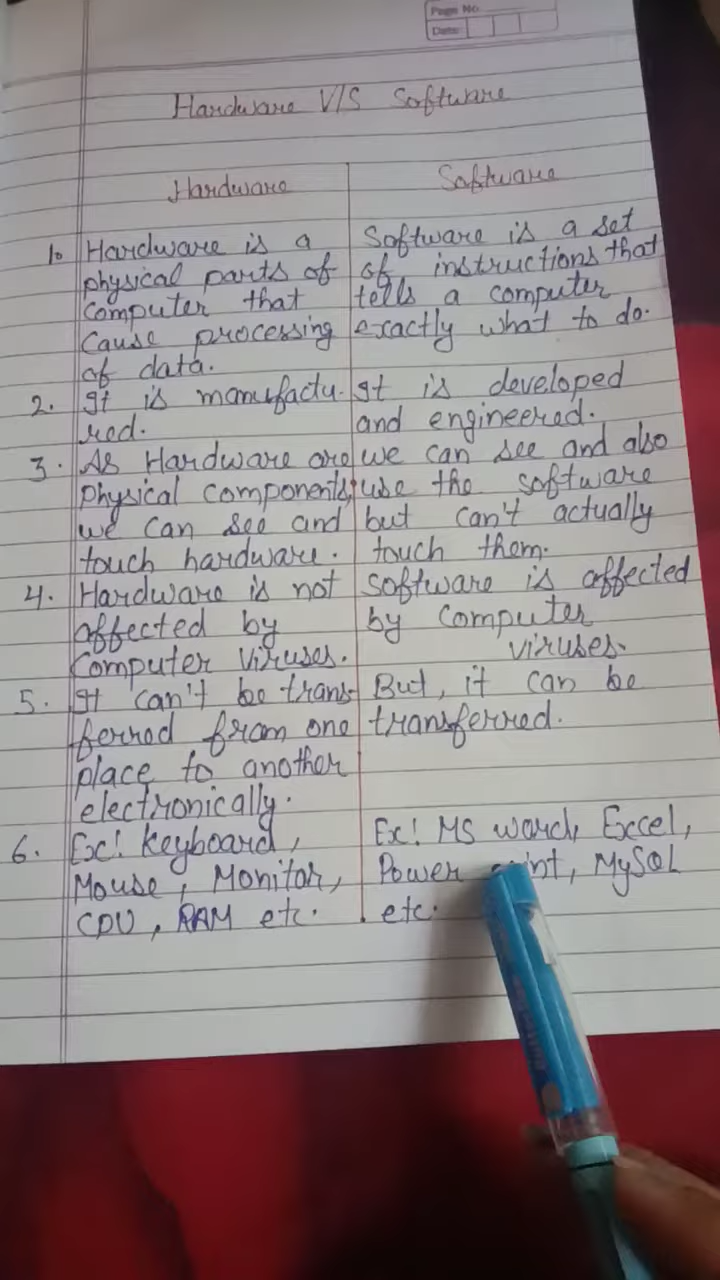 Page No.
Date:
Hardware V/S Software
Hardware
Software
1. Hardware is a
physical parts of
computer that
cause processing
of data.
Software is a set
of instructions that
tells a computer
exactly what to do.
2. It is manufactu-
red.
It is developed
and engineered.
3. As Hardware are
physical components,
we can see and
touch hardware.
we can see and also
use the software
but can't actually
touch them.
4. Hardware is not
affected by
Computer Viruses.
Software is affected
by Computer
viruses.
5. It can't be trans-
ferred from one
place to another
electronically.
But, it can be
transferred.
6. Ex: Keyboard,
Mouse, Monitor,
CPU, RAM etc.
Ex: MS word, Excel,
Power int, MySQL
etc.